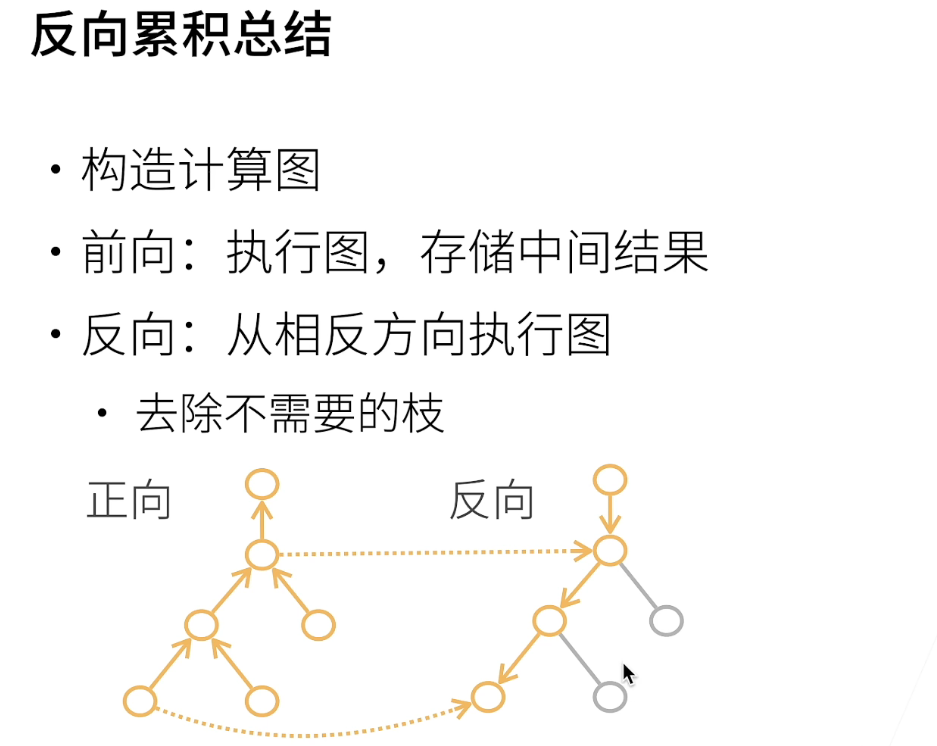 反向累积总结
• 构造计算图
• 前向：执行图，存储中间结果
• 反向：从相反方向执行图
• 去除不需要的枝
正向
反向